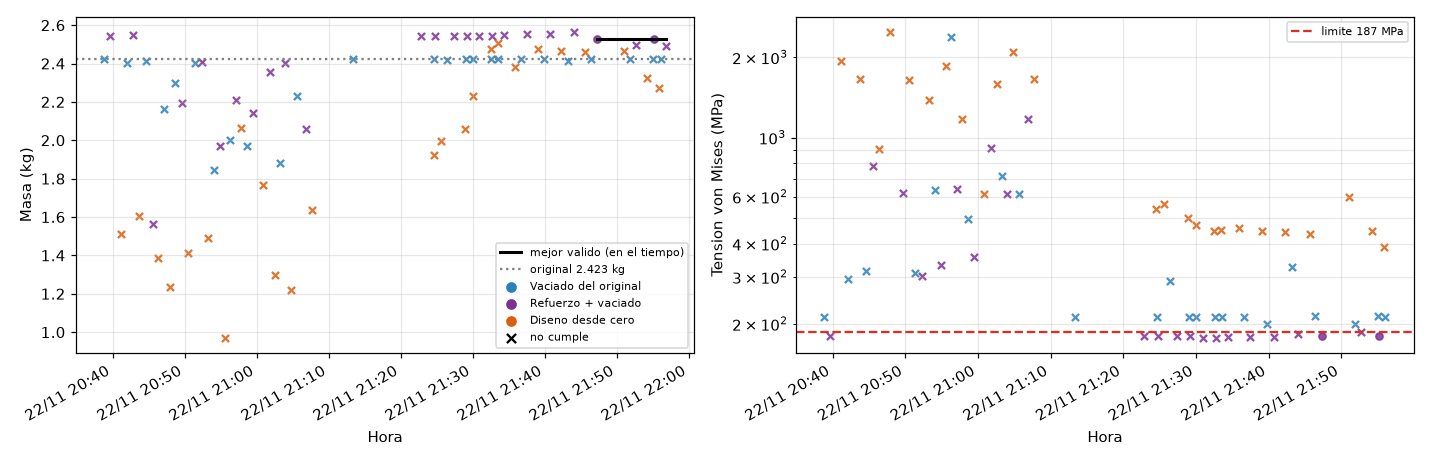 2.6
2.4
2.2
2.0
1.8
1.6
1.4
1.2
1.0
Masa (kg)
mejor valido (en el tiempo)
original 2.423 kg
Vaciado del original
Refuerzo + vaciado
Diseno desde cero
no cumple
22/11 20:40
22/11 20:50
22/11 21:00
22/11 21:10
22/11 21:20
22/11 21:30
22/11 21:40
22/11 21:50
22/11 22:00
Hora
limite 187 MPa
2 × 10³
10³
6 × 10²
4 × 10²
3 × 10²
2 × 10²
Tension von Mises (MPa)
22/11 20:40
22/11 20:50
22/11 21:00
22/11 21:10
22/11 21:20
22/11 21:30
22/11 21:40
22/11 21:50
Hora